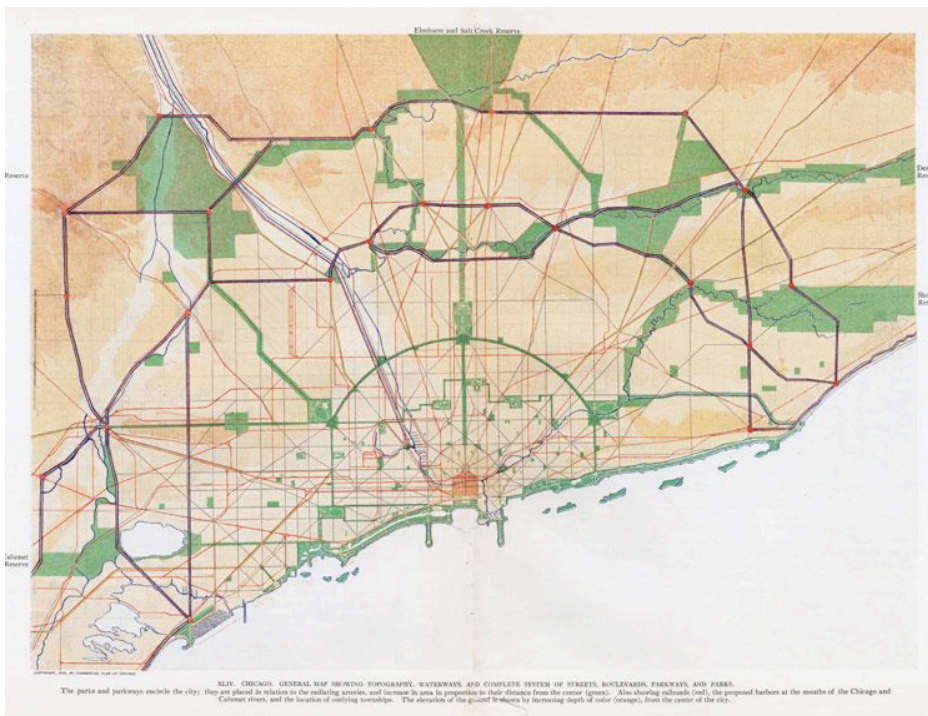 Elmhurst and Salt Creek Reserve
Reserve
Calumet
Reserve
XLIV. CHICAGO. GENERAL MAP SHOWING TOPOGRAPHY, WATERWAYS, AND COMPLETE SYSTEM OF STREETS, BOULEVARDS, PARKWAYS, AND PARKS.
The parks and parkways encircle the city; they are placed in relation to the radiating arteries, and increase in area in proportion to their distance from the center (green). Also showing railroads (red), the proposed harbors at the mouths of the Chicago and
Calumet rivers, and the location of outlying townships. The elevation of the ground is shown by increasing depth of color (orange), from the center of the city.